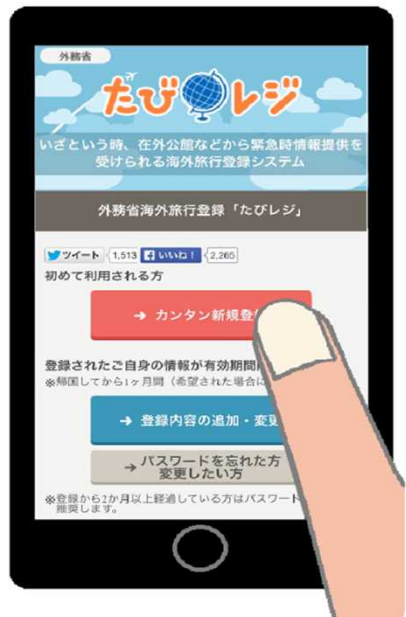 外務省
たびレジ
いざという時、在外公館などから緊急時情報提供を
受けられる海外旅行登録システム
外務省海外旅行登録「たびレジ」
ツイート 1,513 いいね！ 2,265
初めて利用される方
→ カンタン新規登
登録されたご自身の情報が有効期間
※帰国してから1ヶ月間（希望された場合に
→ 登録内容の追加・変更
→ パスワードを忘れた方
変更したい方
※登録から2か月以上経過している方はパスワード
推奨します。